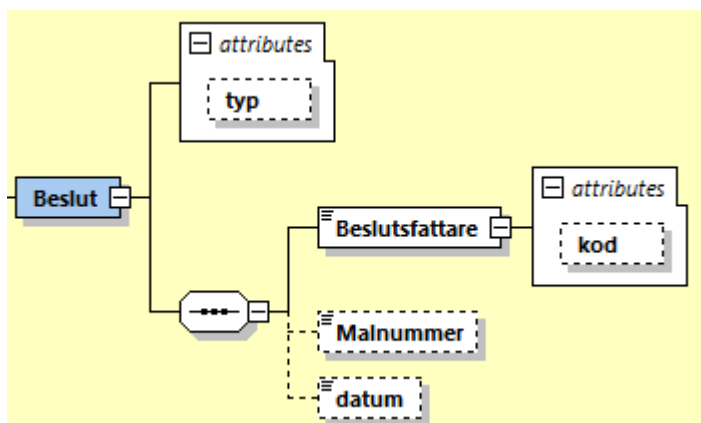 attributes
typ
Beslut
attributes
Beslutsfattare
kod
Malnummer
datum